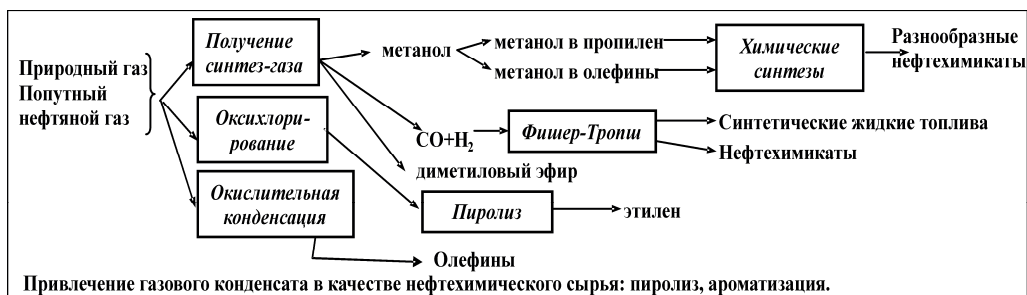 Природный газ
Попутный
нефтяной газ
Получение
синтез-газа
Оксихлори-
рование
Окислительная
конденсация
метанол
метанол в пропилен
метанол в олефины
Химические
синтезы
Разнообразные
нефтехимикаты
CO+H₂
Фишер-Тропш
Синтетические жидкие топлива
Нефтехимикаты
диметиловый эфир
Пиролиз
этилен
Олефины
Привлечение газового конденсата в качестве нефтехимического сырья: пиролиз, ароматизация.